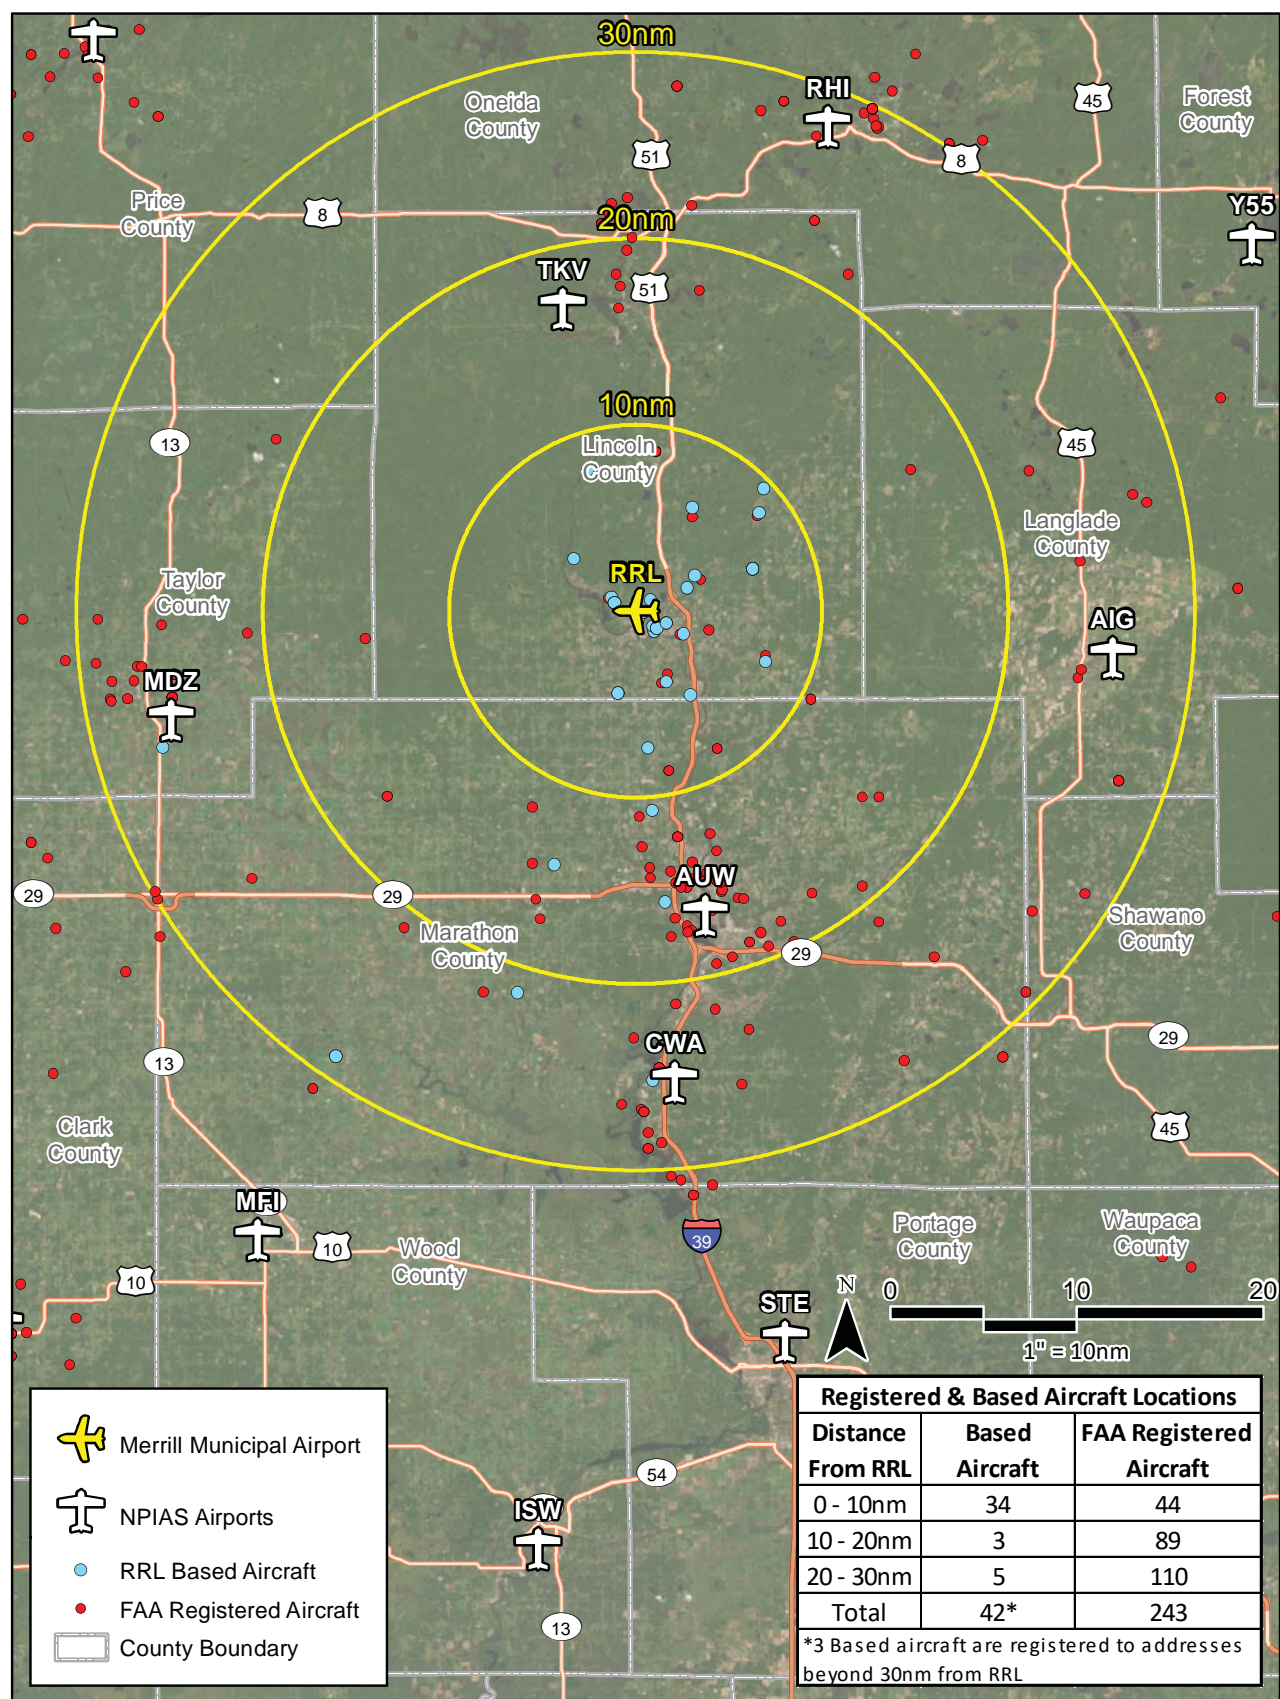 30nm
RHI
Oneida
County
45
Forest
County
51
8
Price
County
8
20nm
Y55
TKV
51
10nm
13
Lincoln
County
45
Langlade
County
Taylor
County
RRL
AIG
MDZ
AUW
29
29
Marathon
County
Shawano
County
29
CWA
13
29
Clark
County
45
MFI
10
Wood
County
39
Portage
County
Waupaca
County
10
N
0 10 20
STE
1" = 10nm
Registered & Based Aircraft Locations
Distance From RRL
Based Aircraft
FAA Registered Aircraft
0 - 10nm 34 44
10 - 20nm 3 89
20 - 30nm 5 110
Total 42* 243
*3 Based aircraft are registered to addresses
beyond 30nm from RRL
Merrill Municipal Airport
NPIAS Airports
RRL Based Aircraft
FAA Registered Aircraft
County Boundary
54
ISW
13